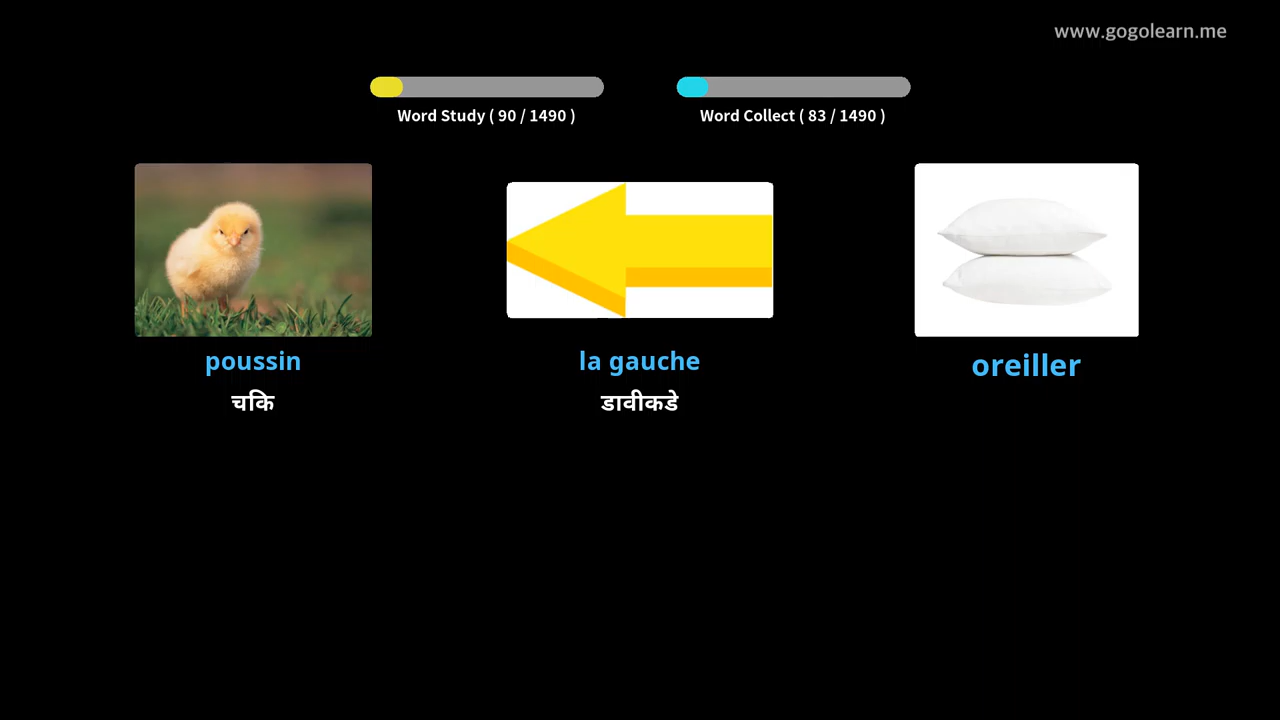 www.gogolearn.me
Word Study ( 90 / 1490 )
Word Collect ( 83 / 1490 )
poussin
la gauche
oreiller
चकि
डावीकडे